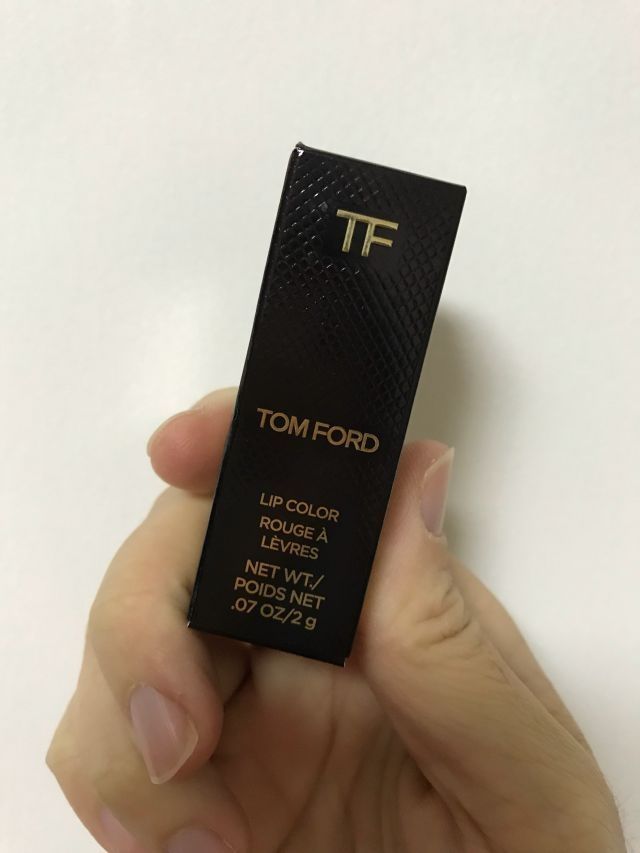 TF
TOM FORD
LIP COLOR
ROUGE À
LÈVRES
NET WT./
POIDS NET
.07 OZ/2 g